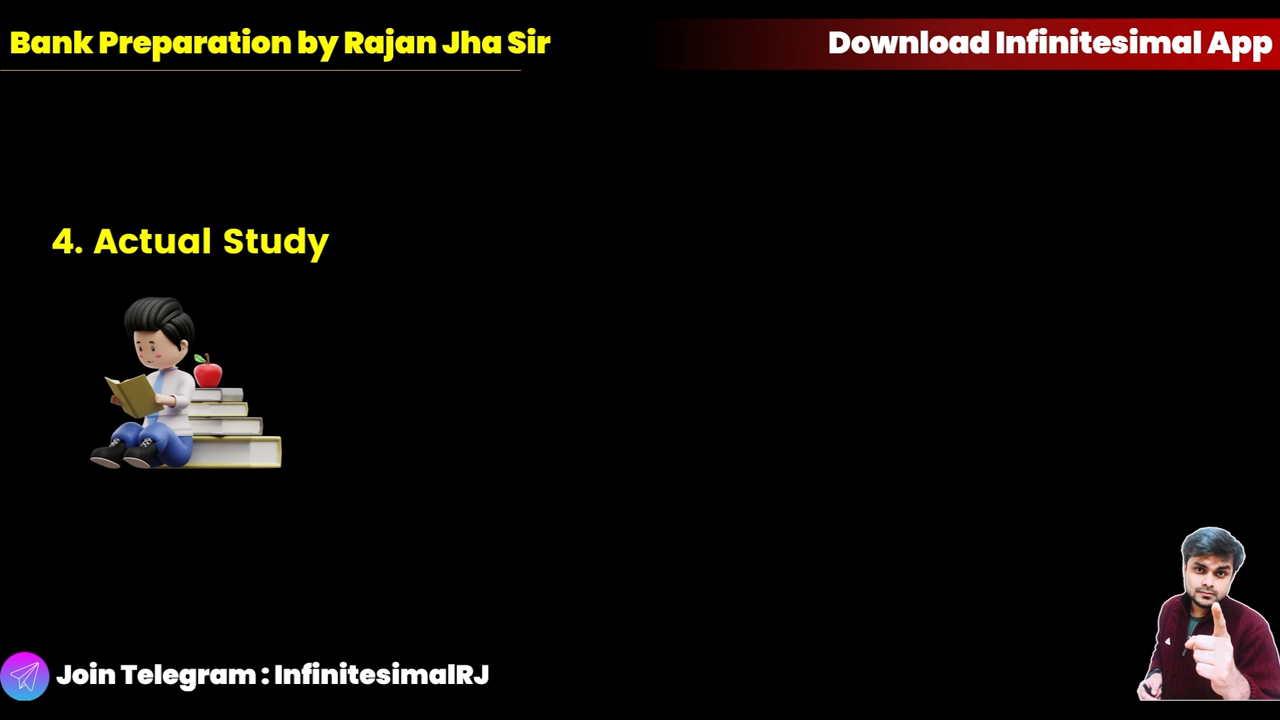 Bank Preparation by Rajan Jha Sir
Download Infinitesimal App
4. Actual Study
Join Telegram : InfinitesimalRJ